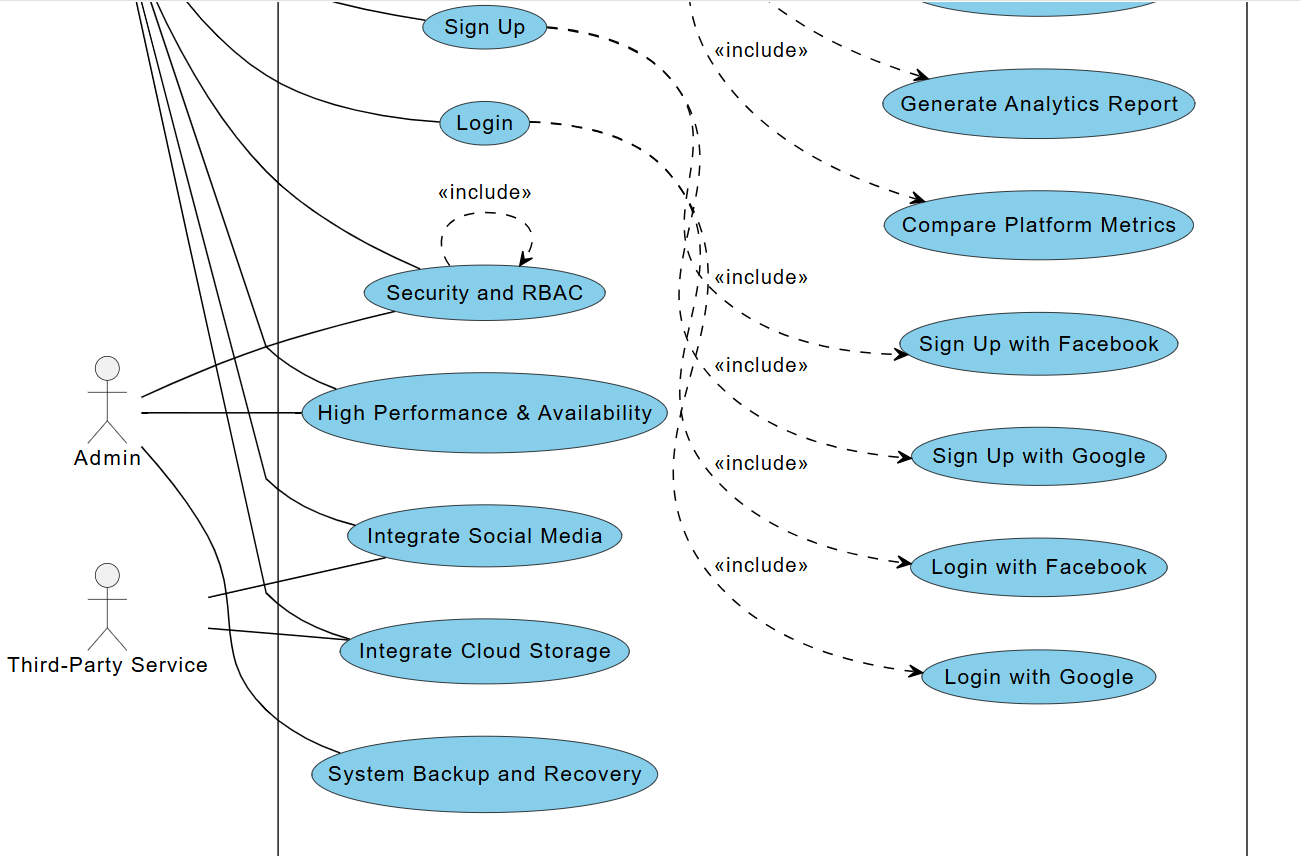 Sign Up
«include»
Generate Analytics Report
Login
«include»
Compare Platform Metrics
«include»
Security and RBAC
Sign Up with Facebook
«include»
High Performance & Availability
Admin
Sign Up with Google
«include»
Integrate Social Media
Login with Facebook
«include»
Third-Party Service
Integrate Cloud Storage
Login with Google
System Backup and Recovery